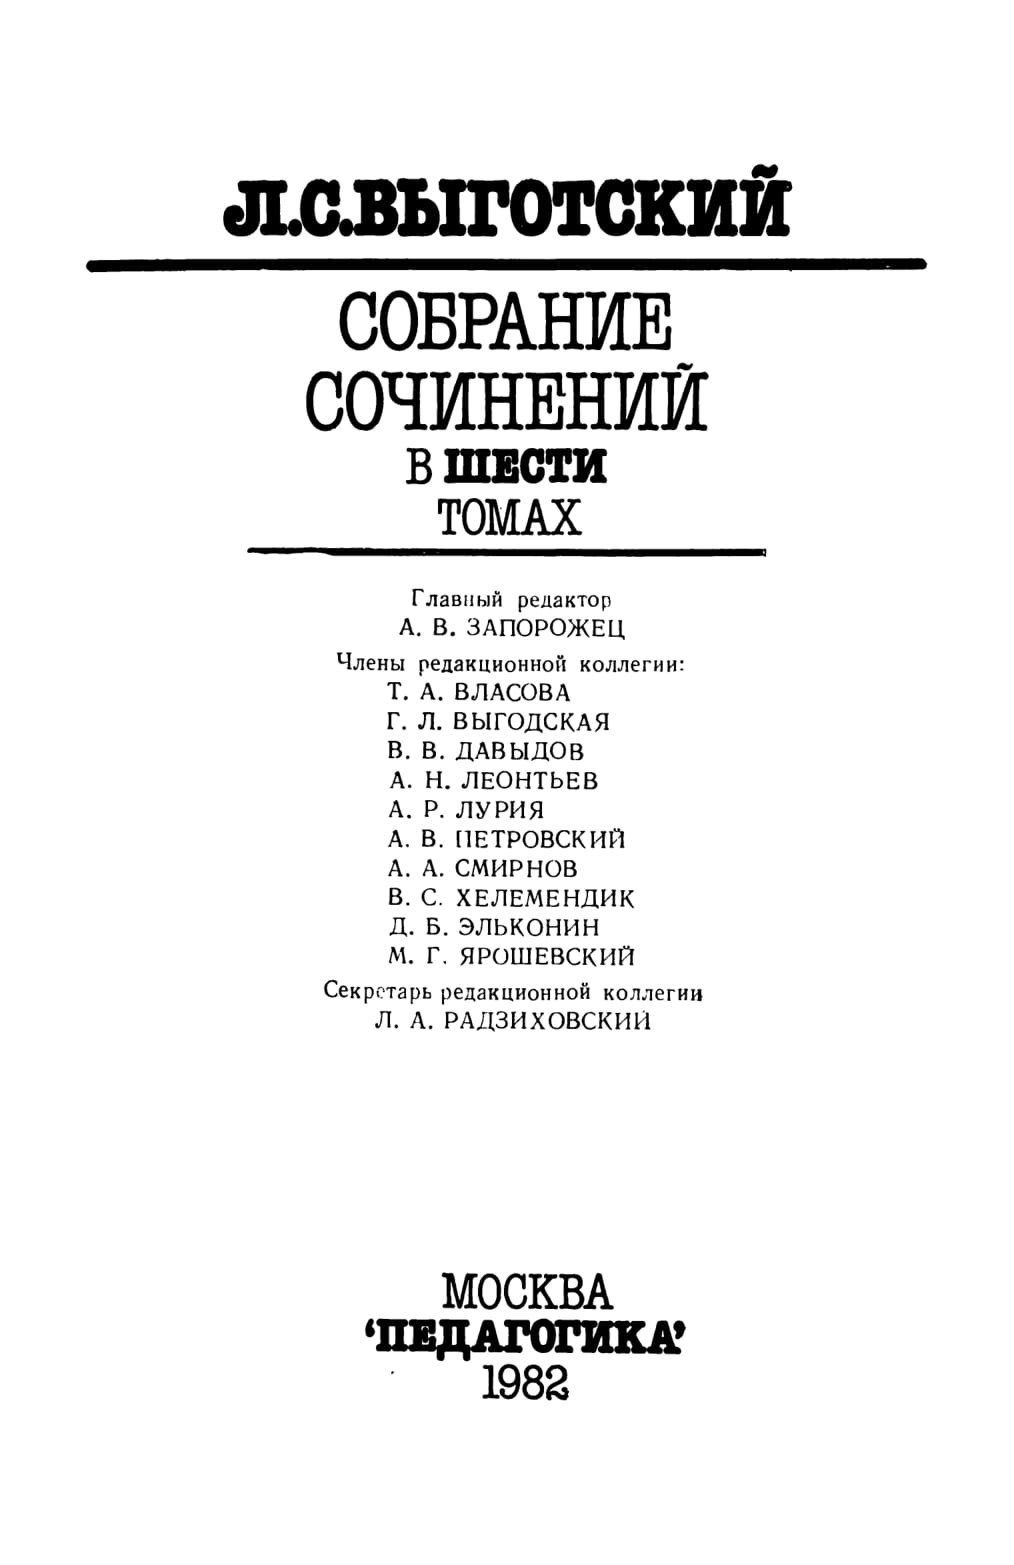 Л.С.ВЫГОТСКИЙ
СОБРАНИЕ
СОЧИНЕНИЙ
В ШЕСТИ
ТОМАХ
Главный редактор
А. В. ЗАПОРОЖЕЦ
Члены редакционной коллегии:
Т. А. ВЛАСОВА
Г. Л. ВЫГОДСКАЯ
В. В. ДАВЫДОВ
А. Н. ЛЕОНТЬЕВ
А. Р. ЛУРИЯ
А. В. ПЕТРОВСКИЙ
А. А. СМИРНОВ
В. С. ХЕЛЕМЕНДИК
Д. Б. ЭЛЬКОНИН
М. Г. ЯРОШЕВСКИЙ
Секретарь редакционной коллегии
Л. А. РАДЗИХОВСКИЙ
МОСКВА
‘ПЕДАГОГИКА’
1982